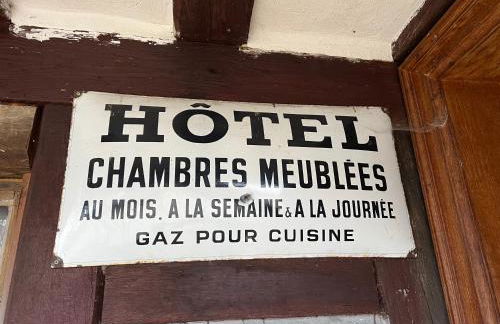 HÔTEL
CHAMBRES MEUBLÉES
AU MOIS. A LA SEMAINE & A LA JOURNÉE
GAZ POUR CUISINE